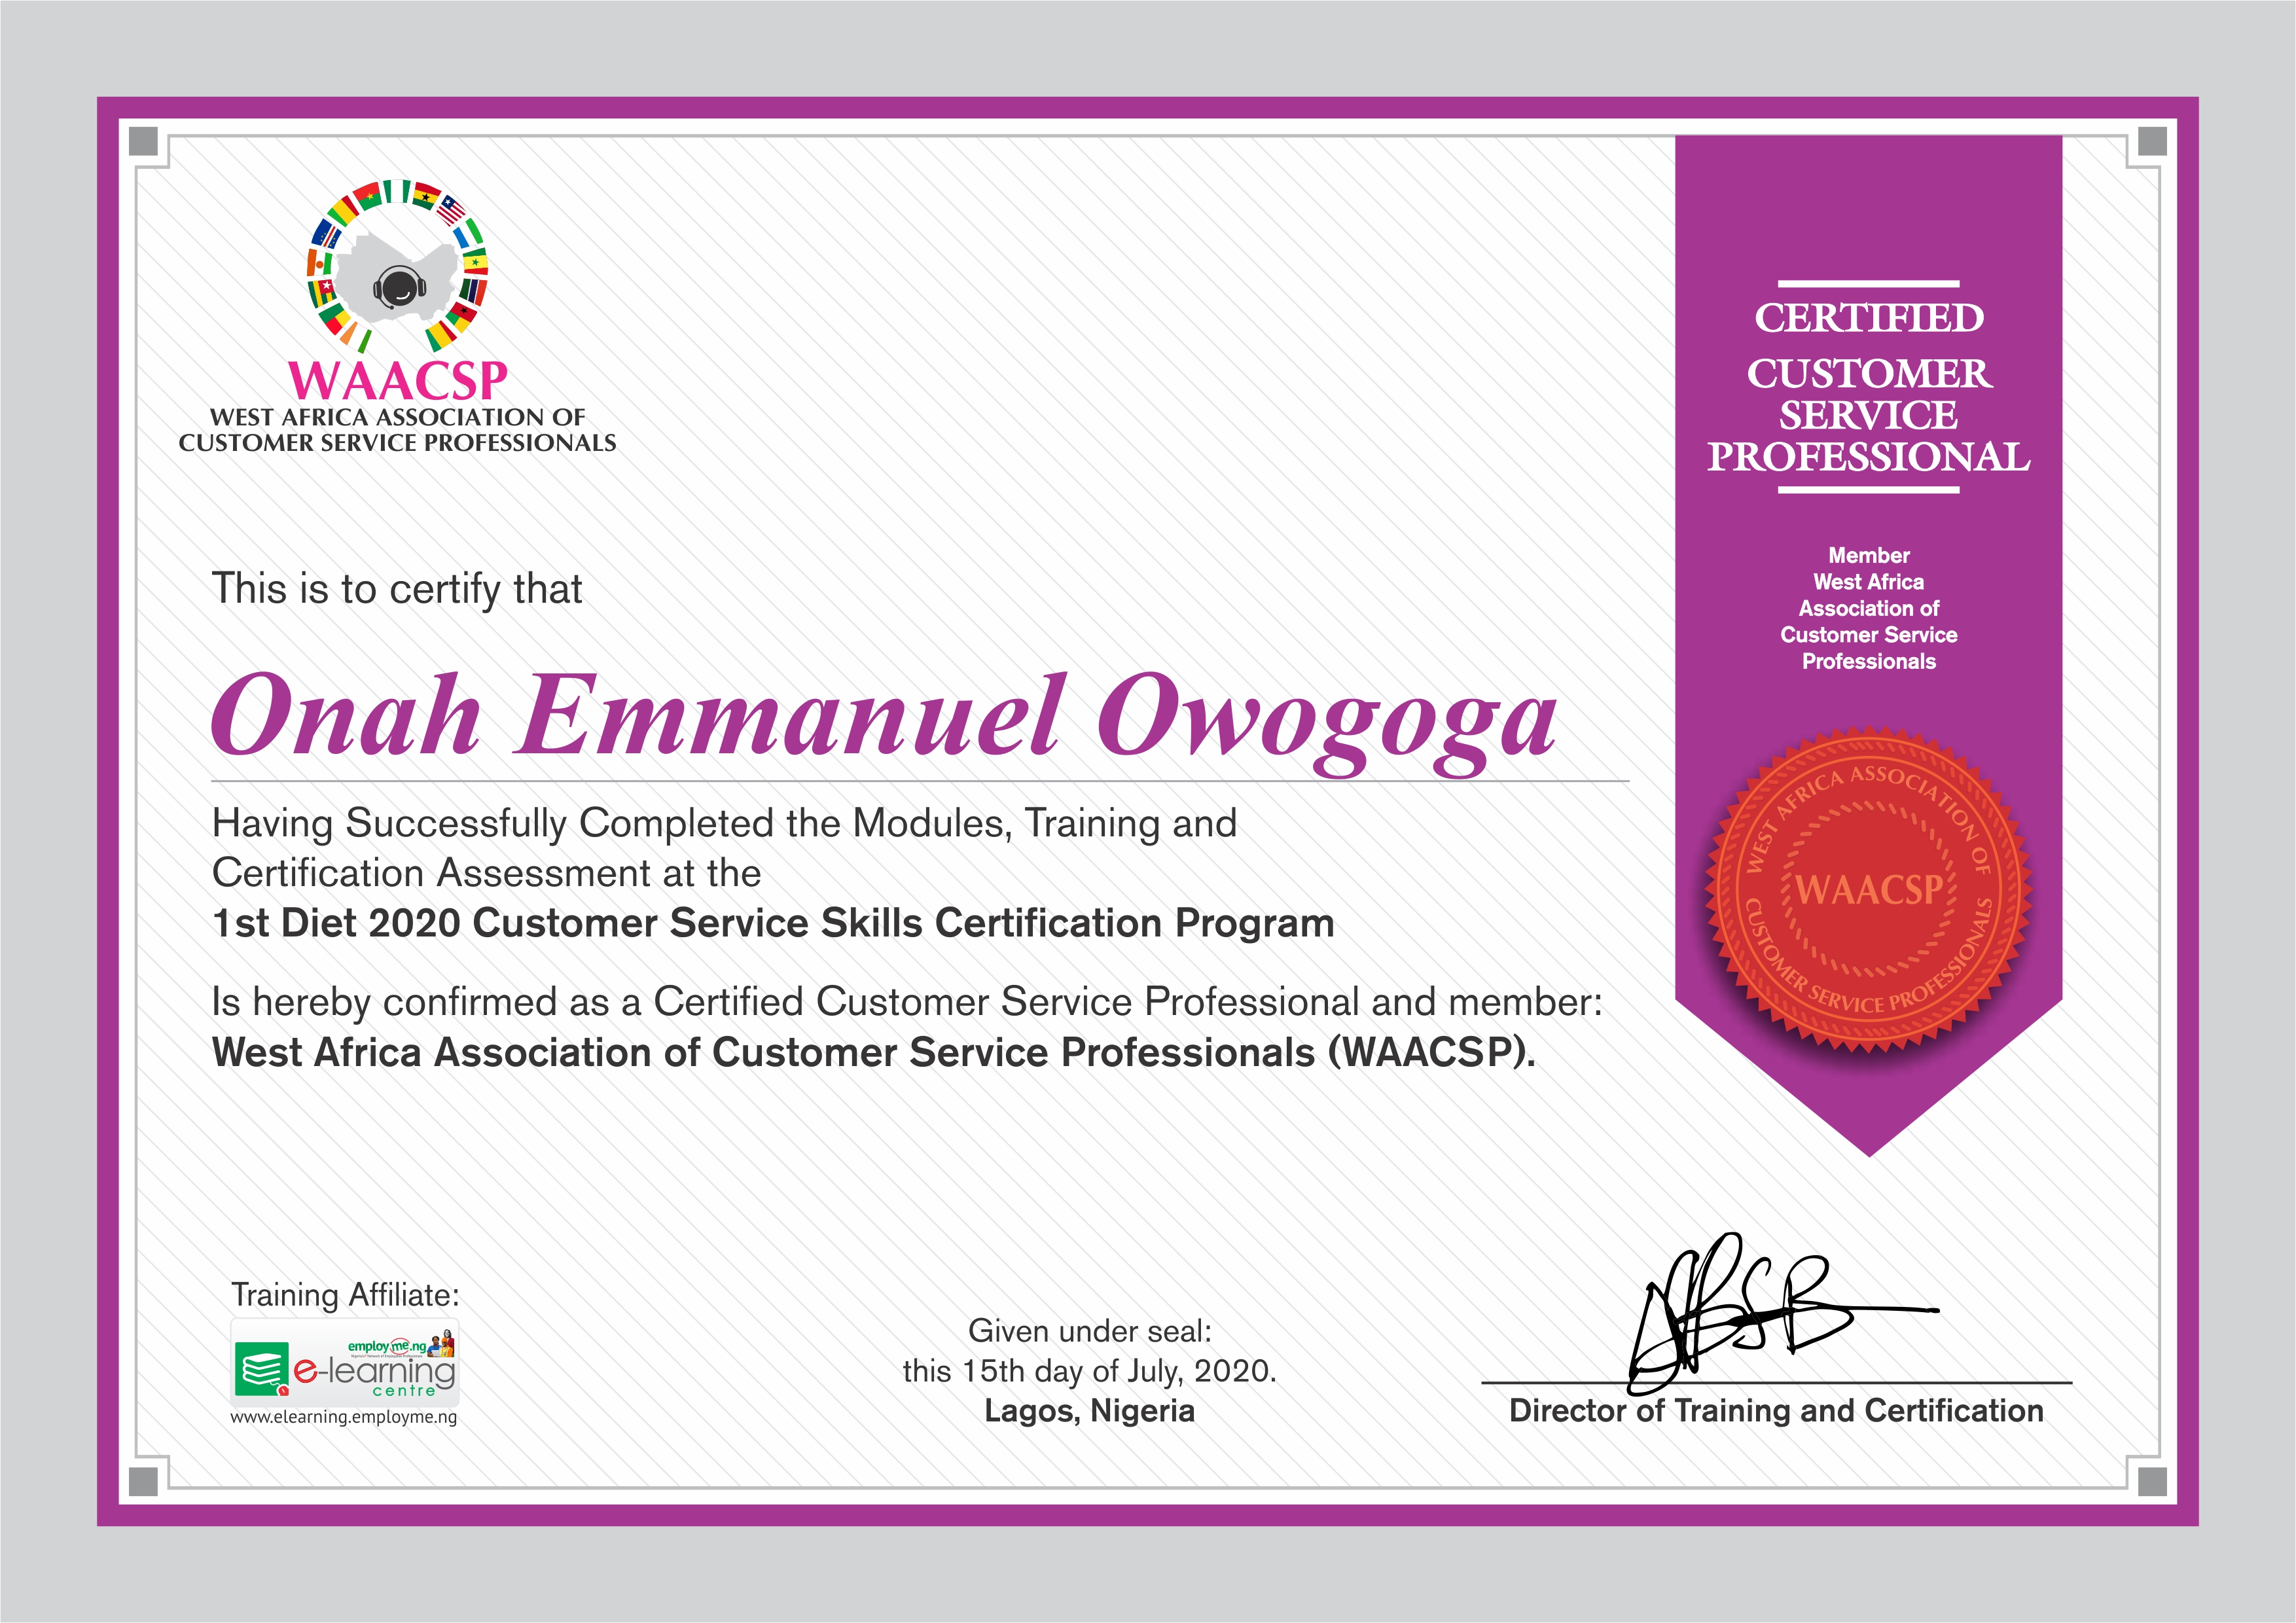 WAACSP
WEST AFRICA ASSOCIATION OF
CUSTOMER SERVICE PROFESSIONALS
CERTIFIED
CUSTOMER
SERVICE
PROFESSIONAL
Member
West Africa
Association of
Customer Service
Professionals
This is to certify that
Onah Emmanuel Owogoga
Having Successfully Completed the Modules, Training and
Certification Assessment at the
1st Diet 2020 Customer Service Skills Certification Program
Is hereby confirmed as a Certified Customer Service Professional and member:
West Africa Association of Customer Service Professionals (WAACSP).
WEST AFRICA ASSOCIATION OF
WAACSP
CUSTOMER SERVICE PROFESSIONALS
Training Affiliate:
employ me.ng
e-learning
centre
www.elearning.employme.ng
Given under seal:
this 15th day of July, 2020.
Lagos, Nigeria
Director of Training and Certification